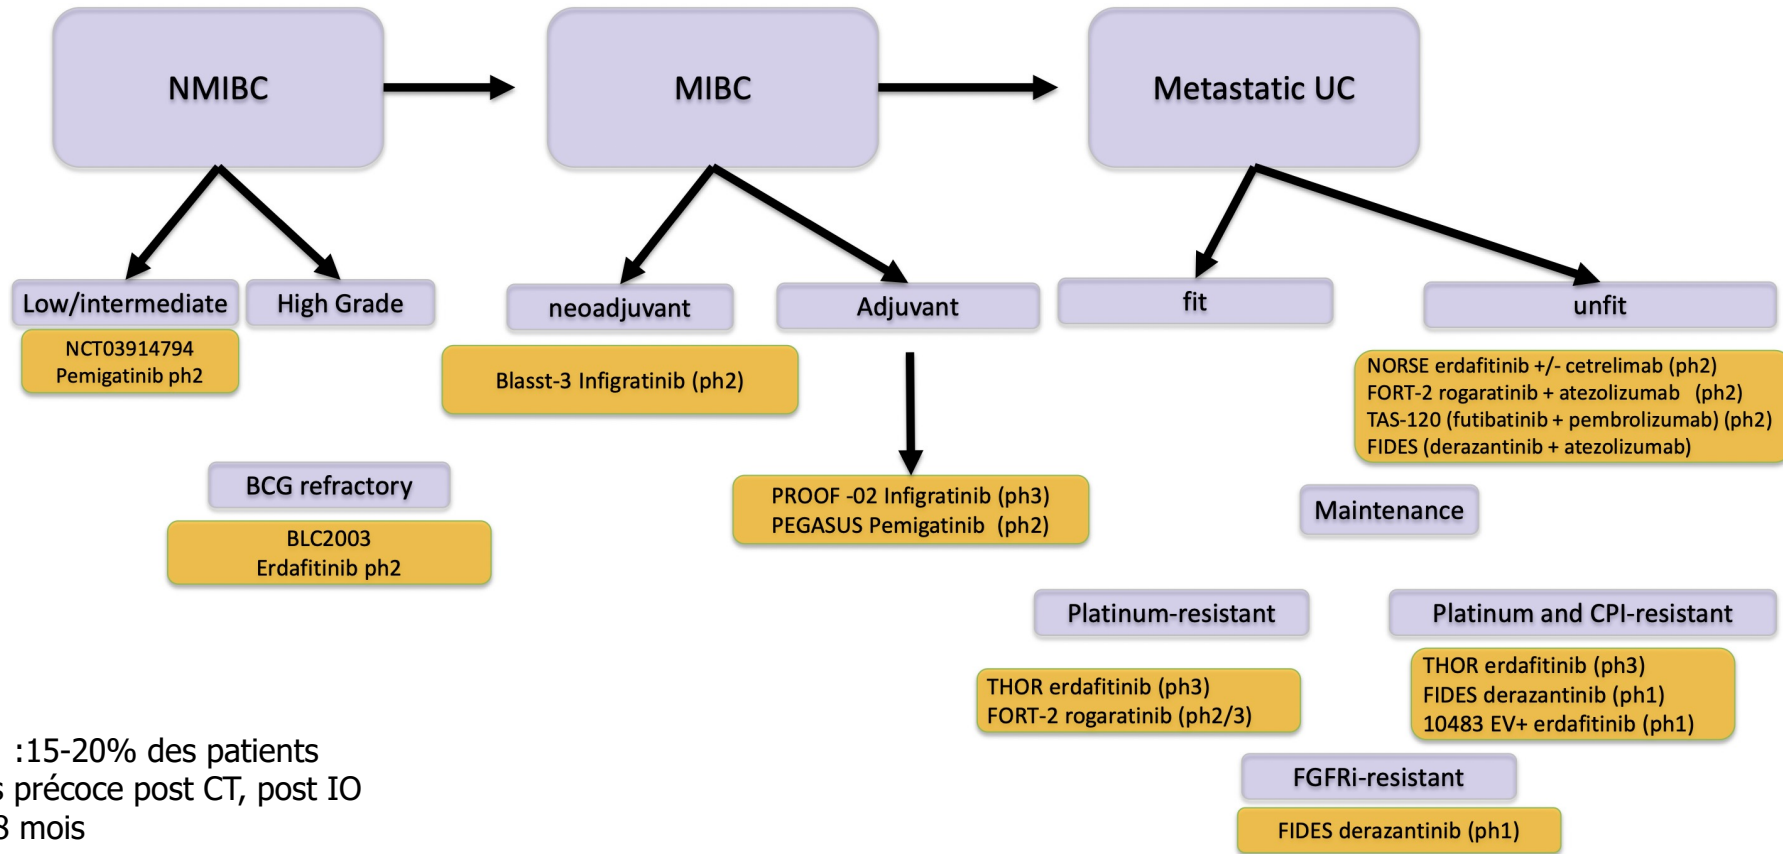 NMIBC
MIBC
Metastatic UC
Low/intermediate
High Grade
neoadjuvant
Adjuvant
fit
unfit
NCT03914794
Pemigatinib ph2
Blasst-3 Infigratinib (ph2)
NORSE erdafitinib +/- cetrelimab (ph2)
FORT-2 rogaratinib + atezolizumab (ph2)
TAS-120 (futibatinib + pembrolizumab) (ph2)
FIDES (derazantinib + atezolizumab)
BCG refractory
BLC2003
Erdafitinib ph2
PROOF -02 Infigratinib (ph3)
PEGASUS Pemigatinib (ph2)
Maintenance
Platinum-resistant
Platinum and CPI-resistant
THOR erdafitinib (ph3)
FORT-2 rogaratinib (ph2/3)
THOR erdafitinib (ph3)
FIDES derazantinib (ph1)
10483 EV+ erdafitinib (ph1)
FGFRi-resistant
FIDES derazantinib (ph1)
:15-20% des patients
s précoce post CT, post IO
8 mois